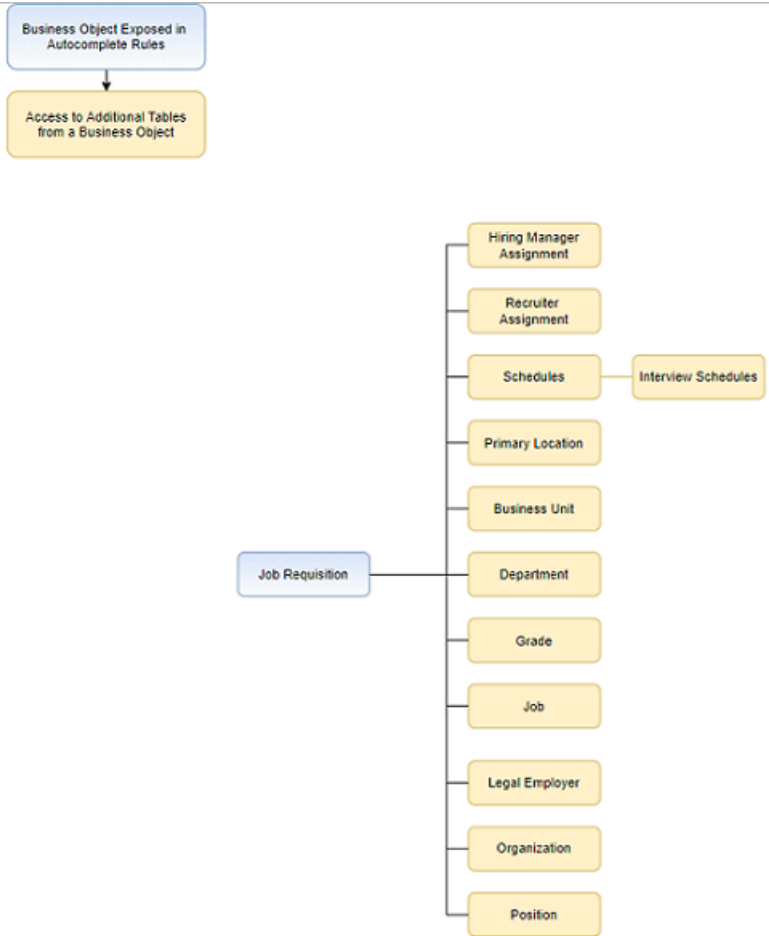 Business Object Exposed in
Autocomplete Rules
Access to Additional Tables
from a Business Object
Hiring Manager
Assignment
Recruiter
Assignment
Schedules
Interview Schedules
Primary Location
Business Unit
Job Requisition
Department
Grade
Job
Legal Employer
Organization
Position